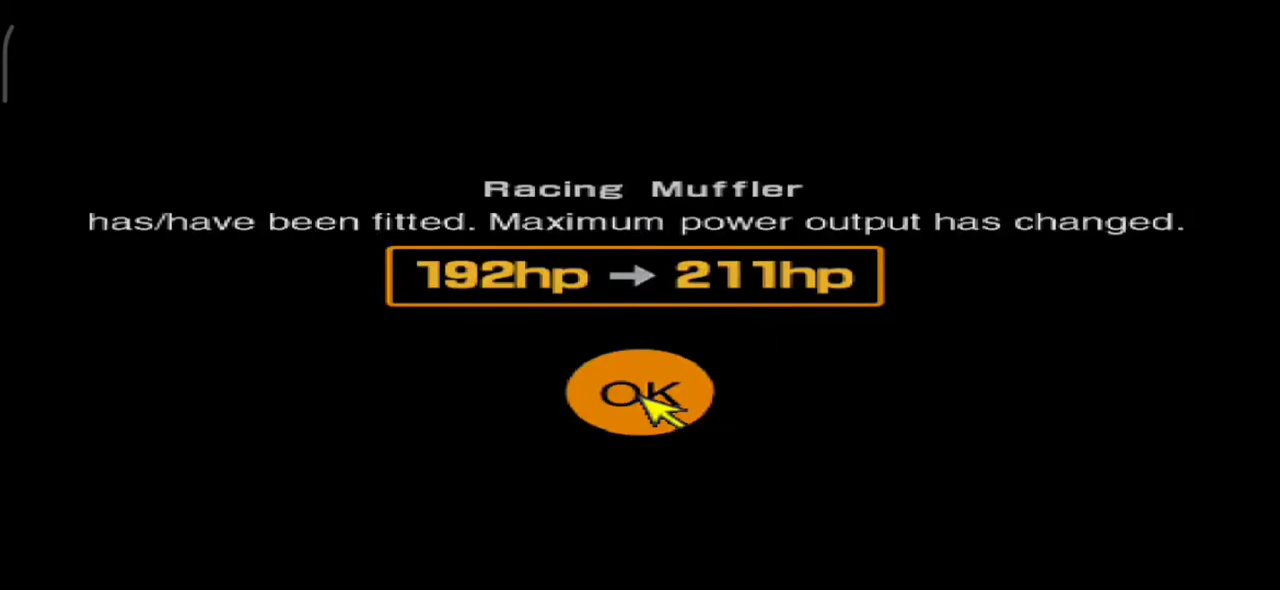 Racing Muffler
has/have been fitted. Maximum power output has changed.
192hp → 211hp
OK